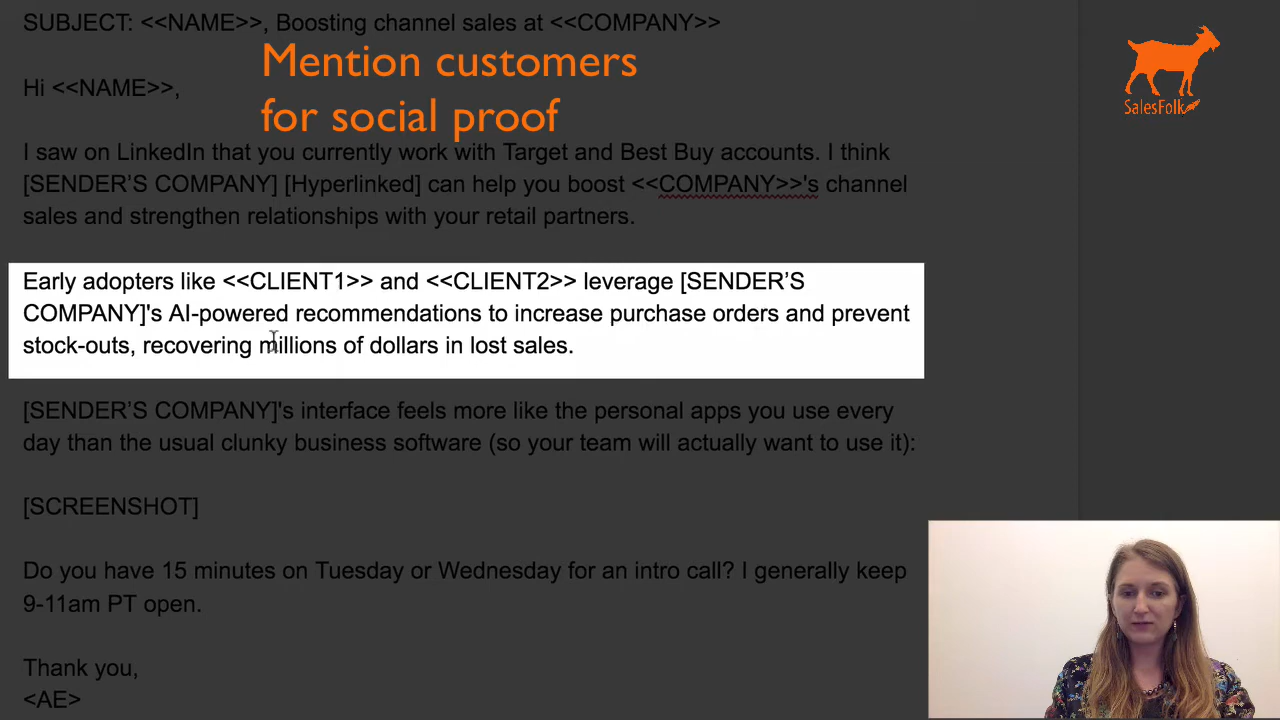 SUBJECT: <<NAME>>, Boosting channel sales at <<COMPANY>>
Mention customers
for social proof
SalesFolk
Hi <<NAME>>,
I saw on LinkedIn that you currently work with Target and Best Buy accounts. I think
[SENDER’S COMPANY] [Hyperlinked] can help you boost <<COMPANY>>'s channel
sales and strengthen relationships with your retail partners.
Early adopters like <<CLIENT1>> and <<CLIENT2>> leverage [SENDER’S
COMPANY]'s AI-powered recommendations to increase purchase orders and prevent
stock-outs, recovering millions of dollars in lost sales.
[SENDER’S COMPANY]'s interface feels more like the personal apps you use every
day than the usual clunky business software (so your team will actually want to use it):
[SCREENSHOT]
Do you have 15 minutes on Tuesday or Wednesday for an intro call? I generally keep
9-11am PT open.
Thank you,
<AE>